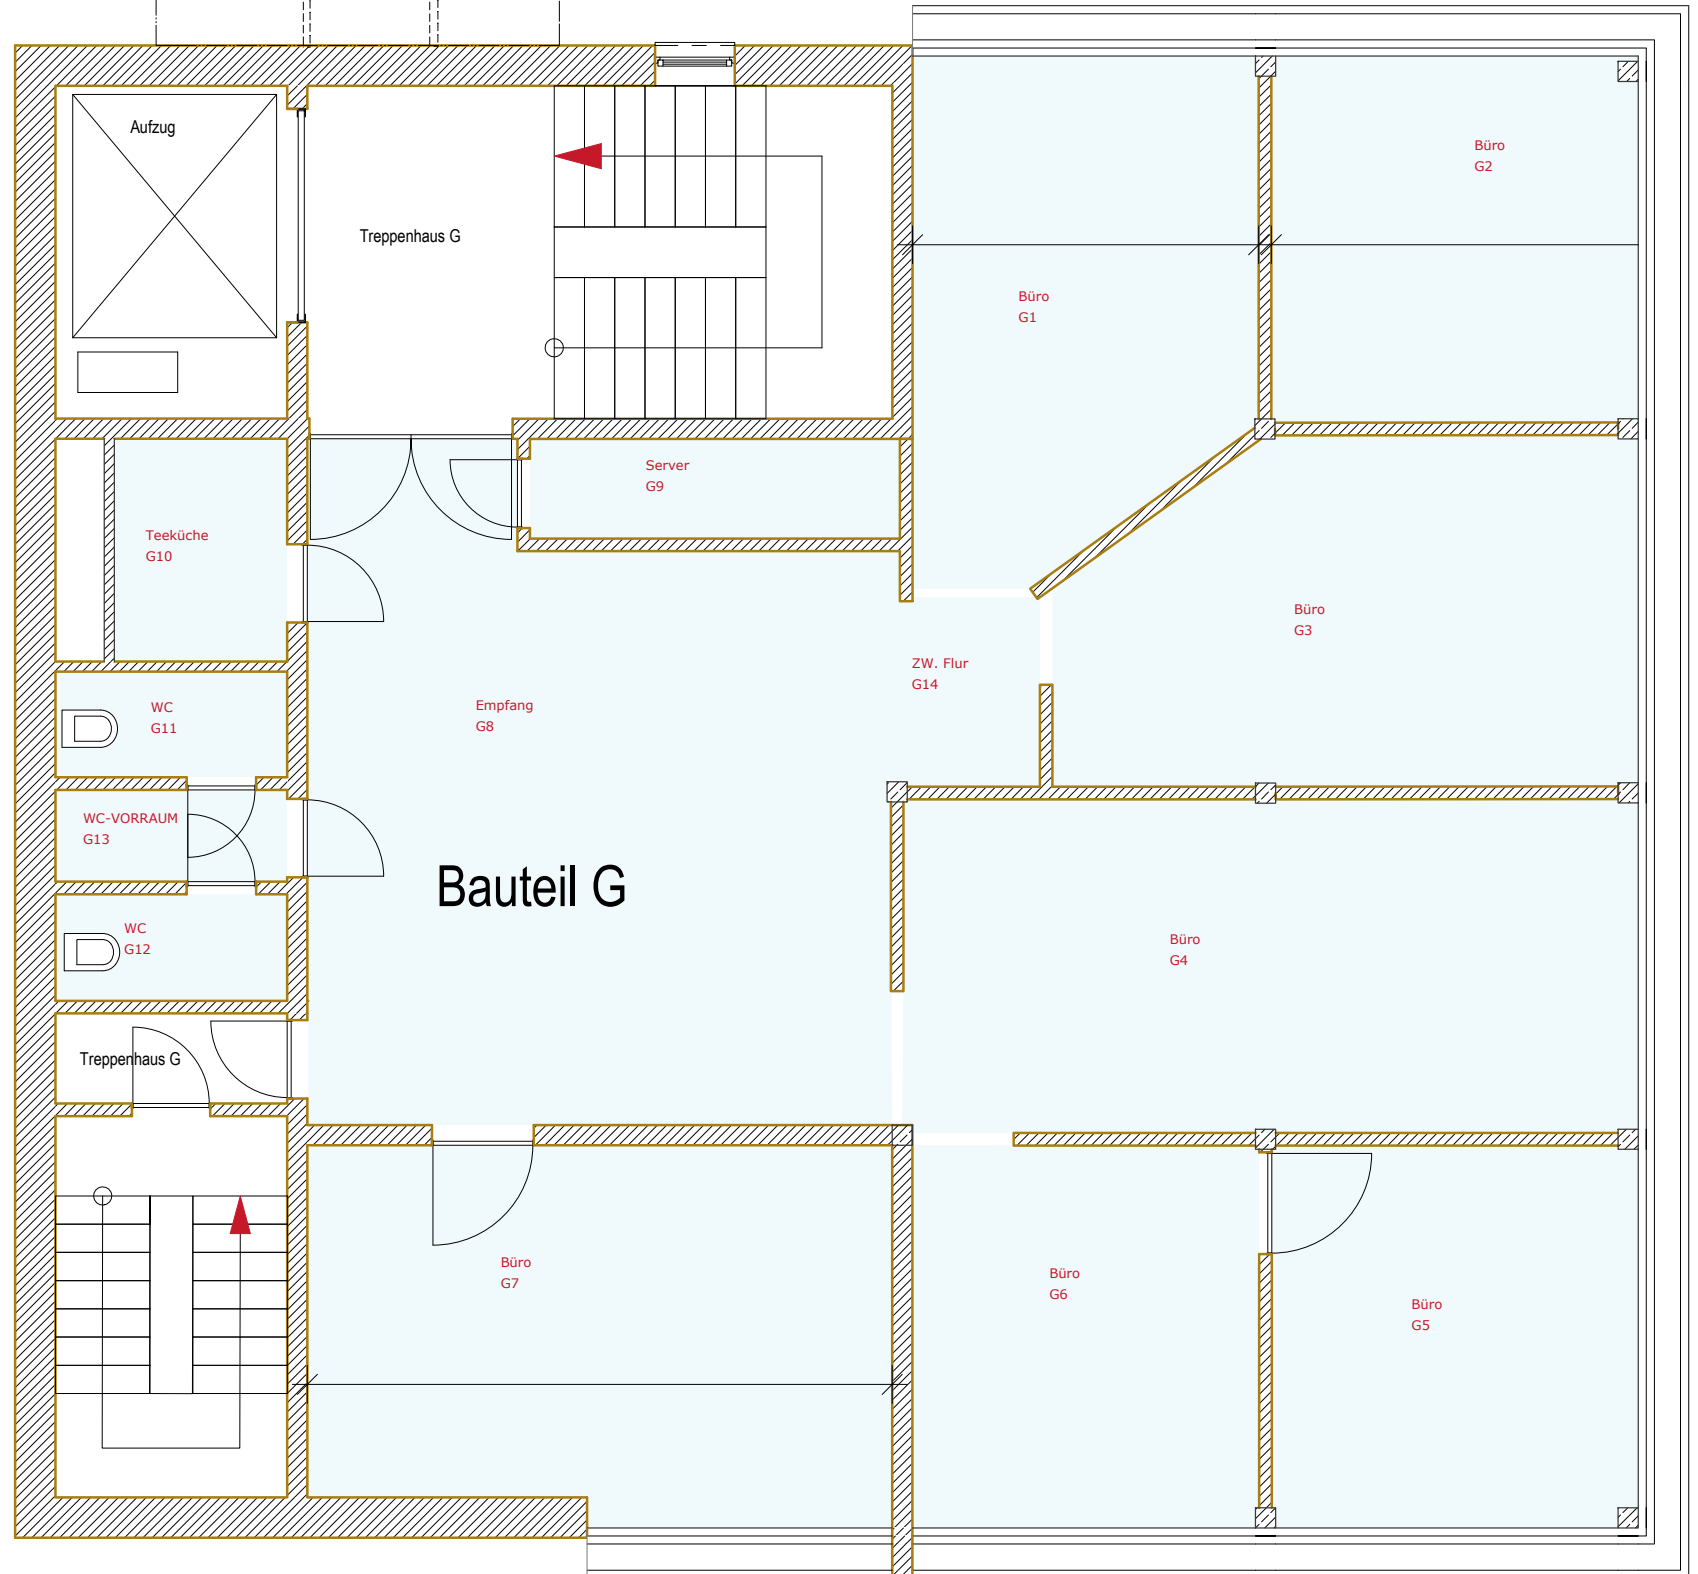 Aufzug
Treppenhaus G
Büro
G2
Büro
G1
Server
G9
Teeküche
G10
Büro
G3
ZW. Flur
G14
WC
G11
Empfang
G8
WC-VORRAUM
G13
Bauteil G
WC
G12
Büro
G4
Treppenhaus G
Büro
G7
Büro
G6
Büro
G5